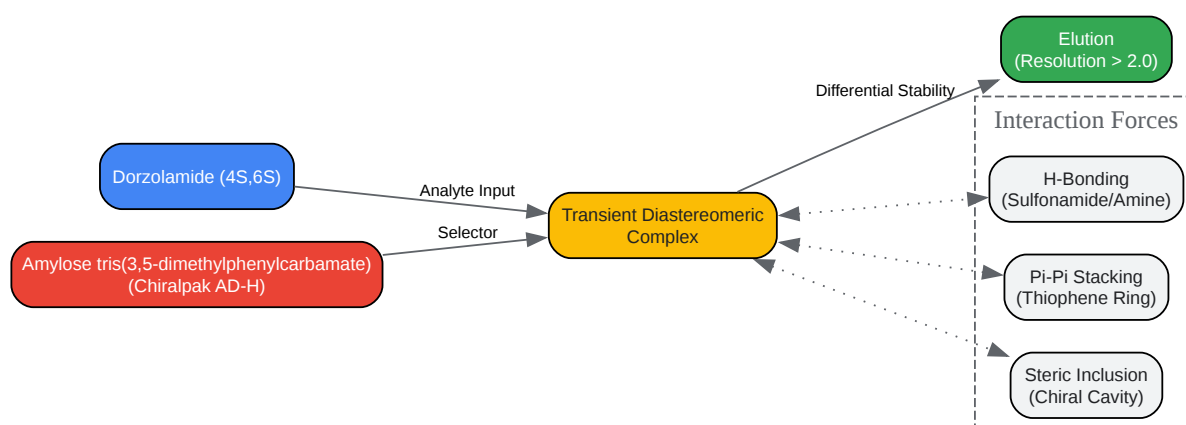 Elution
(Resolution > 2.0)
Differential Stability
Interaction Forces
Dorzolamide (4S,6S)
Analyte Input
H-Bonding
(Sulfonamide/Amine)
Transient Diastereomeric
Complex
Selector
Amylose tris(3,5-dimethylphenylcarbamate)
(Chiralpak AD-H)
Pi-Pi Stacking
(Thiophene Ring)
Steric Inclusion
(Chiral Cavity)